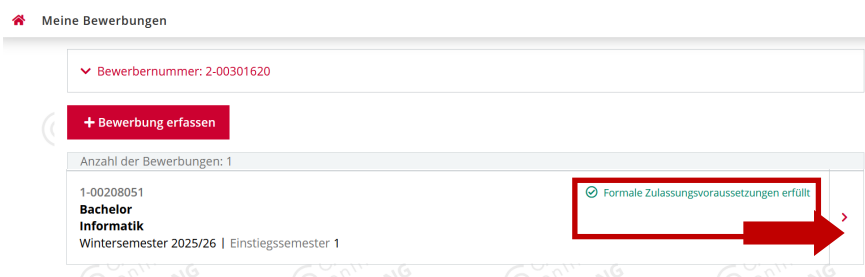 Meine Bewerbungen
Bewerbernummer: 2-00301620
+ Bewerbung erfassen
Anzahl der Bewerbungen: 1
1-00208051
Formale Zulassungsvoraussetzungen erfüllt
Bachelor
Informatik
Wintersemester 2025/26 | Einstiegssemester 1